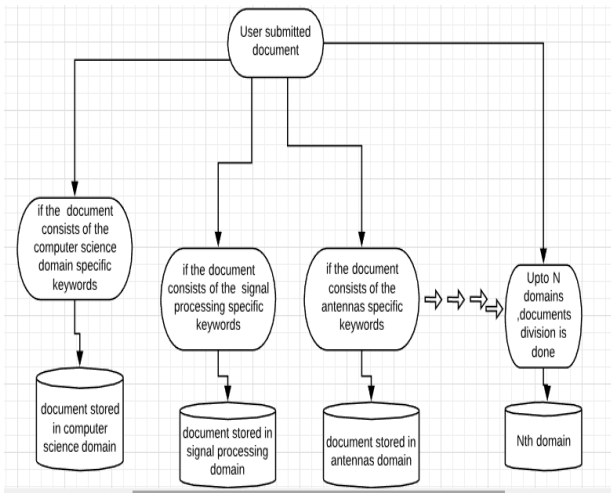 User submitted
document
if the document
consists of the
computer science
domain specific
keywords
if the document
consists of the signal
processing specific
keywords
if the document
consists of the
antennas specific
keywords
Upto N
domains
,documents
division is
done
document stored
in computer
science domain
document stored in
signal processing
domain
document stored in
antennas domain
Nth domain